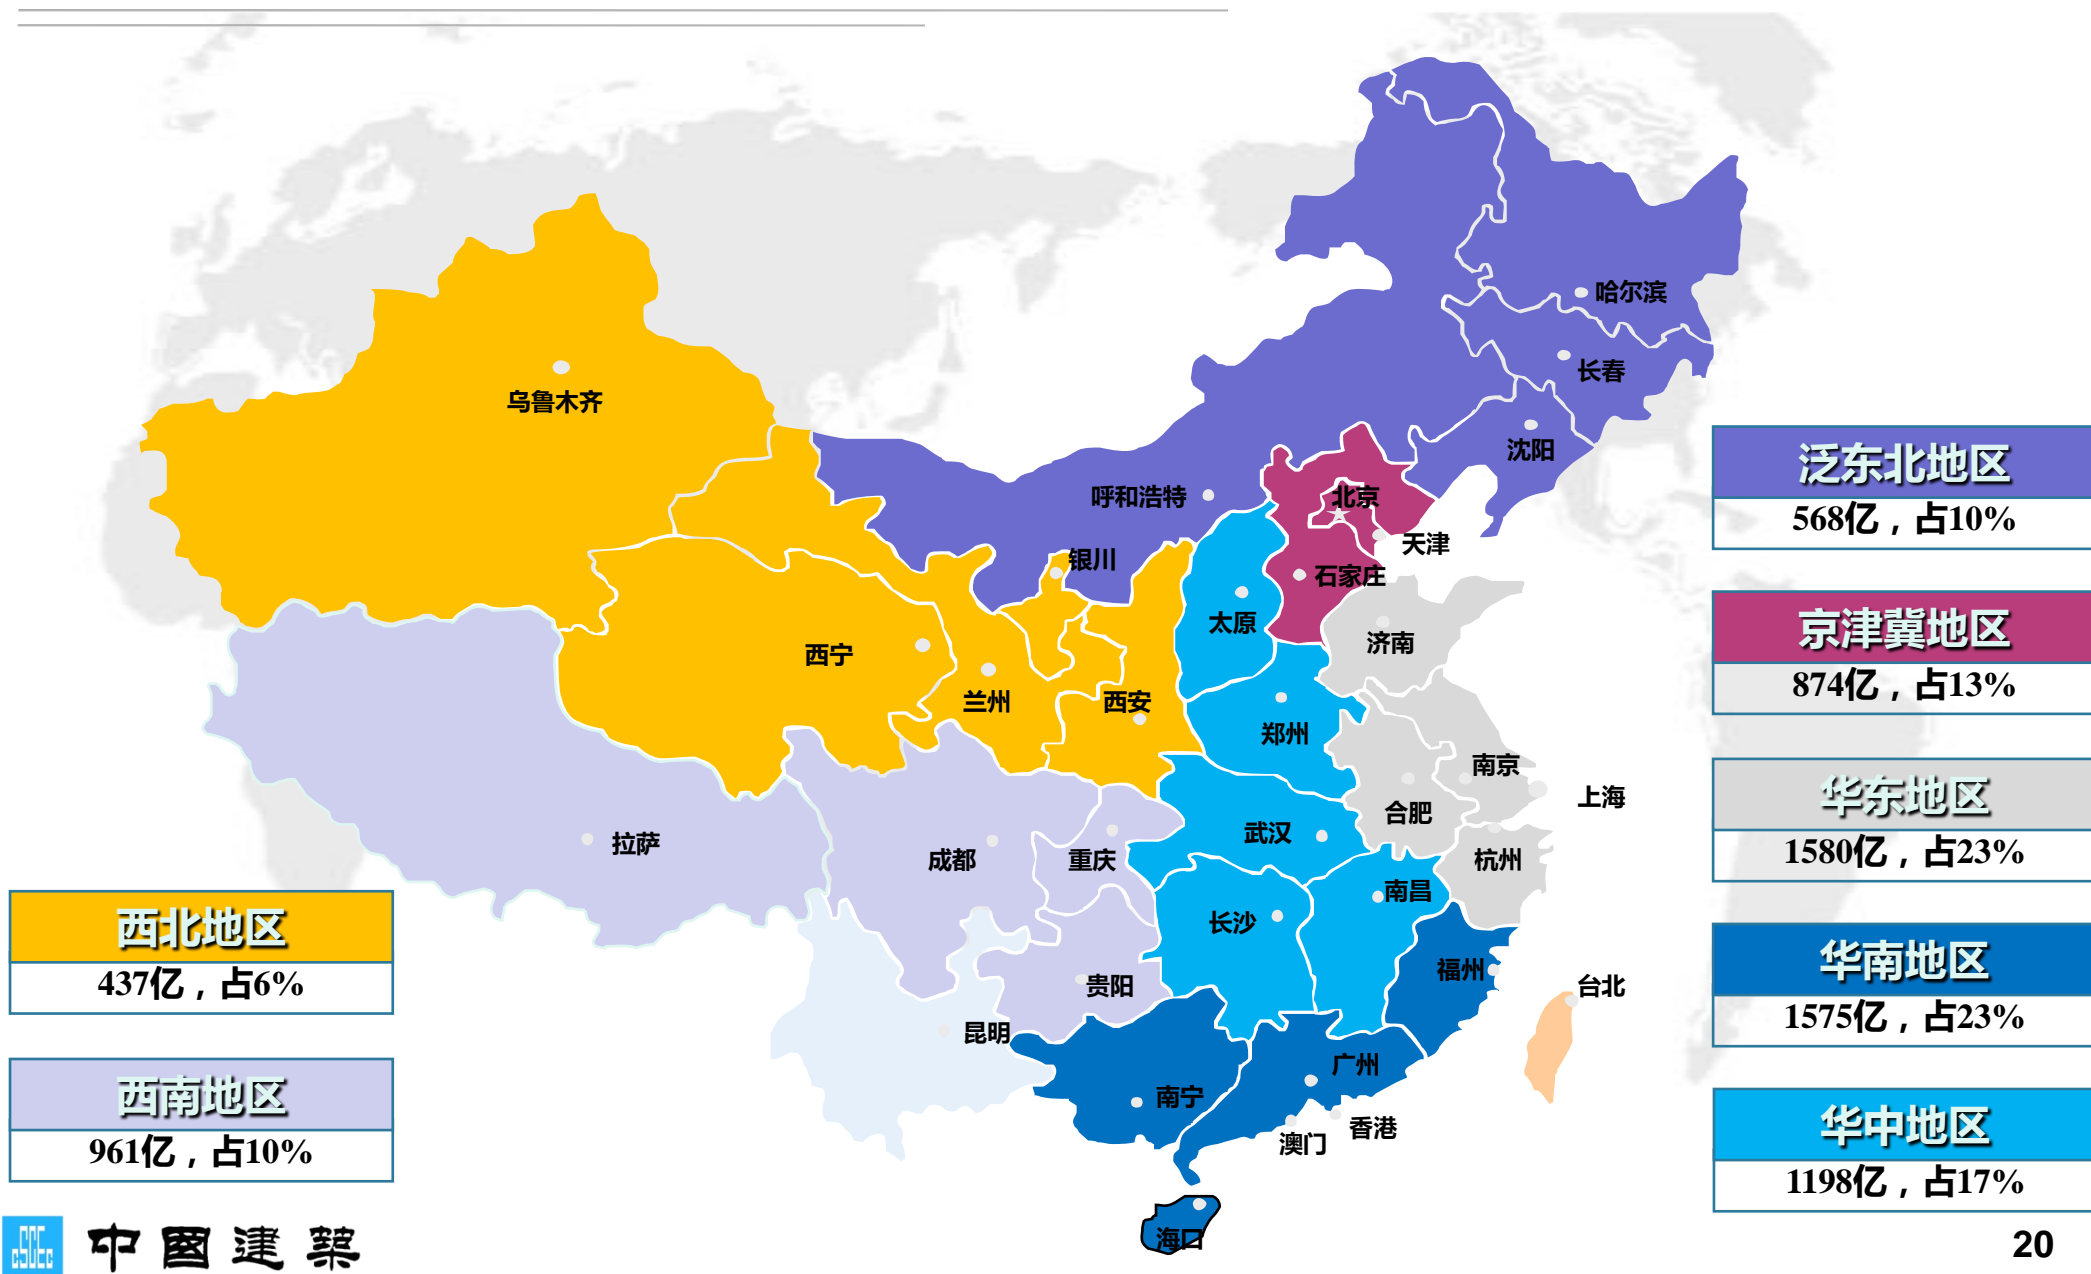 哈尔滨
长春
乌鲁木齐
沈阳
呼和浩特
北京
天津
银川
石家庄
太原
济南
西宁
兰州
西安
郑州
南京
上海
合肥
武汉
拉萨
成都
重庆
杭州
南昌
长沙
福州
贵阳
台北
昆明
广州
南宁
香港
澳门
海口
泛东北地区
568亿，占10%
京津冀地区
874亿，占13%
华东地区
1580亿，占23%
华南地区
1575亿，占23%
华中地区
1198亿，占17%
西北地区
437亿，占6%
西南地区
961亿，占10%
CSCEC
中國建築
20